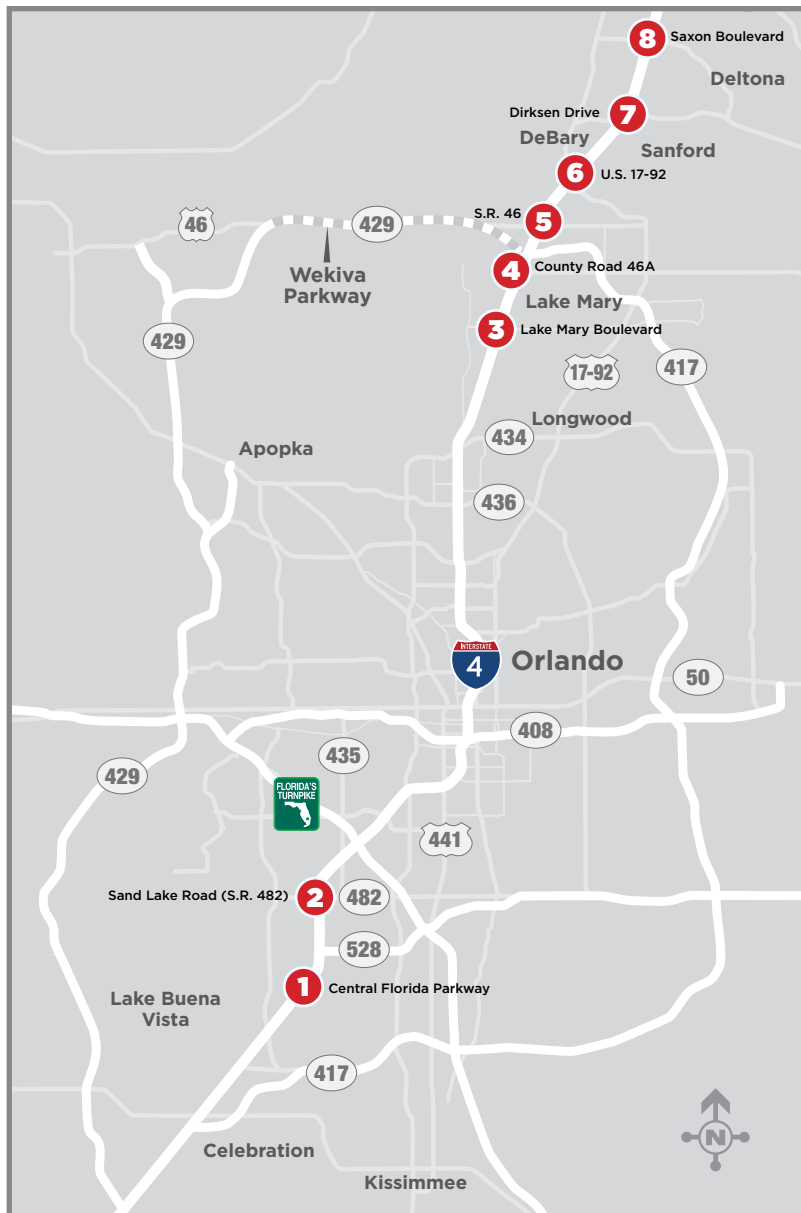 8 Saxon Boulevard
Deltona
Dirksen Drive 7
DeBary
Sanford
6 U.S. 17-92
S.R. 46 5
46
429
4 County Road 46A
Wekiva
Parkway
Lake Mary
3 Lake Mary Boulevard
429
17-92
417
Longwood
434
Apopka
436
INTERSTATE
4
Orlando
50
408
435
429
FLORIDA'S
TURNPIKE
441
Sand Lake Road (S.R. 482) 2 482
528
1 Central Florida Parkway
Lake Buena
Vista
417
N
Celebration
Kissimmee